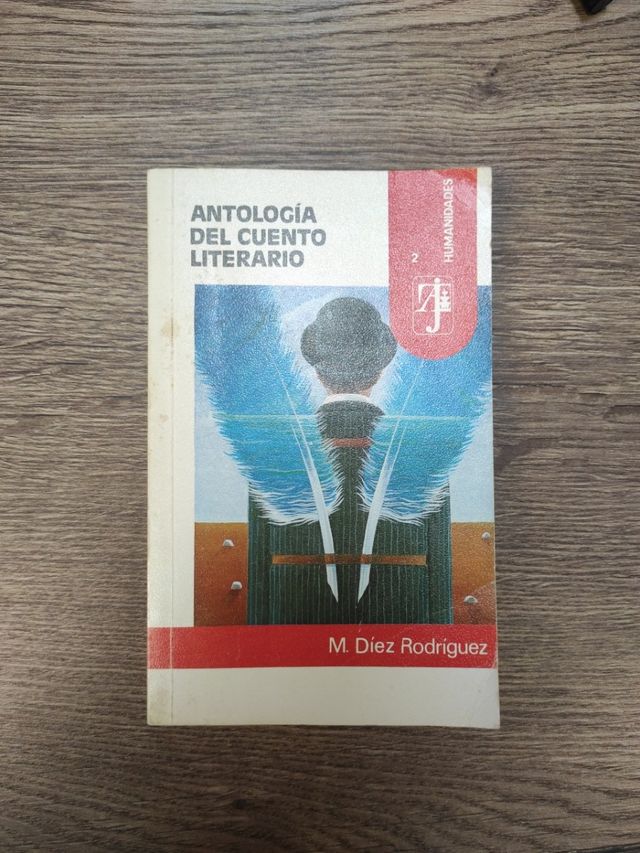 ANTOLOGÍA
DEL CUENTO
LITERARIO
2
HUMANIDADES
M. Díez Rodríguez